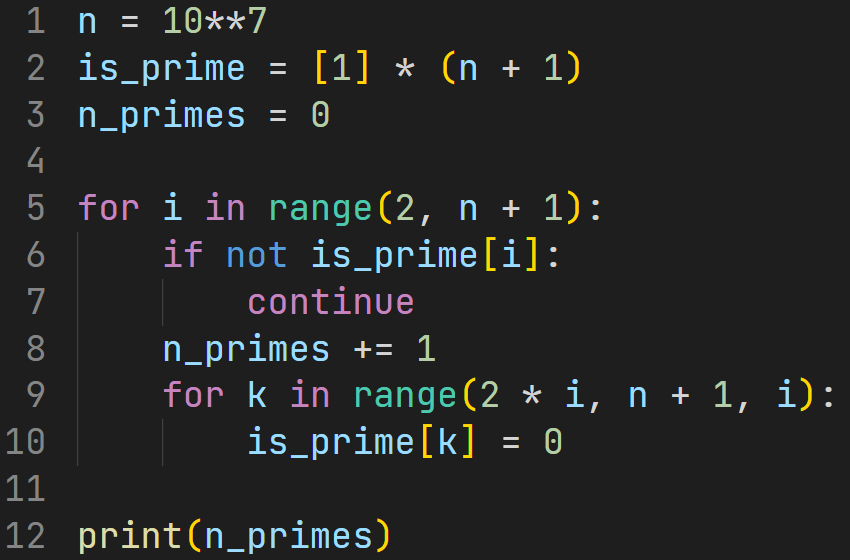 1 n = 10**7
2 is_prime = [1] * (n + 1)
3 n_primes = 0
4
5 for i in range(2, n + 1):
6     if not is_prime[i]:
7         continue
8     n_primes += 1
9     for k in range(2 * i, n + 1, i):
10         is_prime[k] = 0
11
12 print(n_primes)